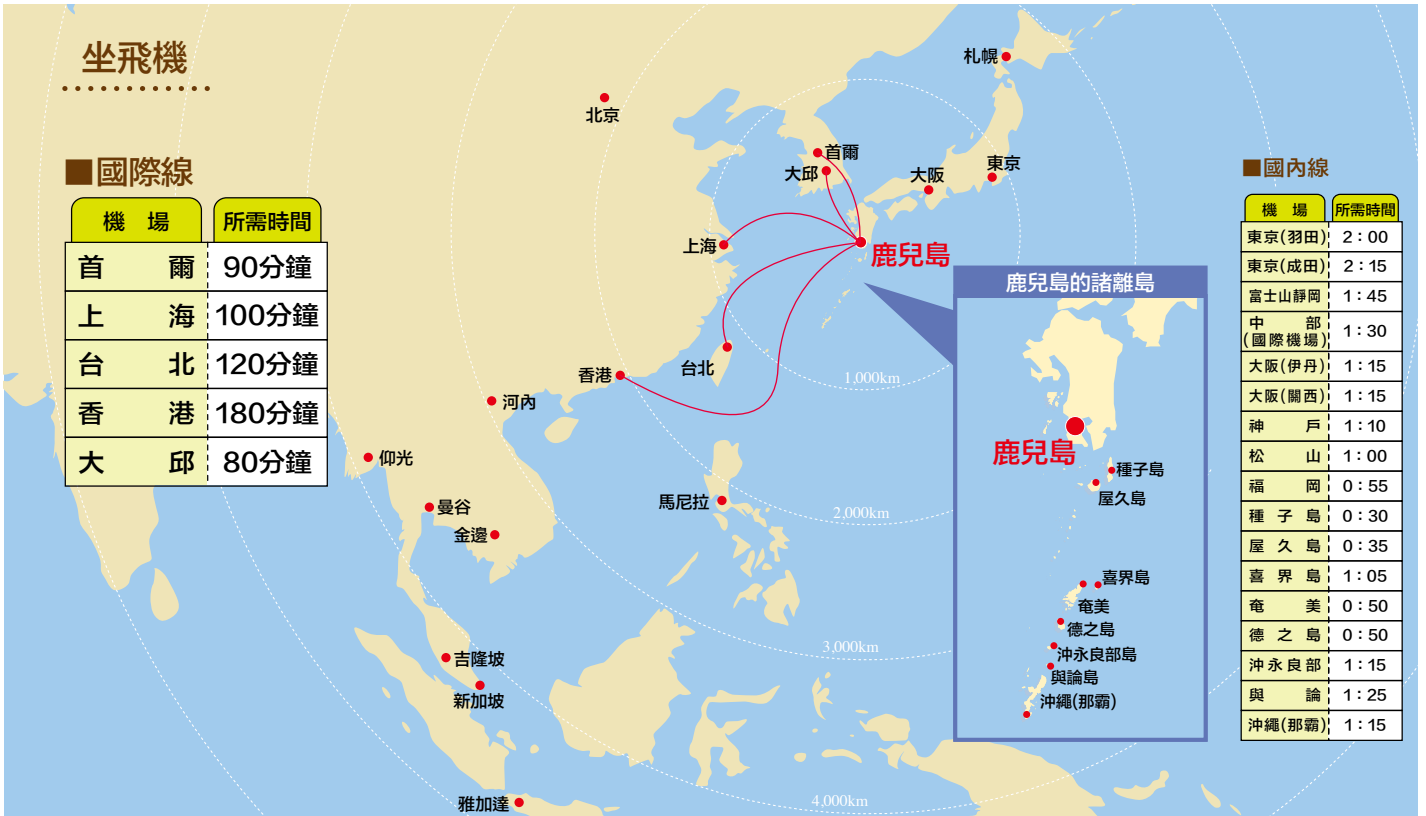 坐飛機
■國際線
機場 所需時間
首爾 90分鐘
上海 100分鐘
台北 120分鐘
香港 180分鐘
大邱 80分鐘
札幌
北京
首爾
大邱
大阪
東京
上海
鹿兒島
台北
香港
1,000km
河內
仰光
曼谷
金邊
馬尼拉
2,000km
吉隆坡
新加坡
3,000km
雅加達
4,000km
鹿兒島的諸離島
鹿兒島
種子島
屋久島
喜界島
奄美
德之島
沖永良部島
與論島
沖繩(那霸)
■國內線
機場 所需時間
東京(羽田) 2：00
東京(成田) 2：15
富士山靜岡 1：45
中部
(國際機場) 1：30
大阪(伊丹) 1：15
大阪(關西) 1：15
神戶 1：10
松山 1：00
福岡 0：55
種子島 0：30
屋久島 0：35
喜界島 1：05
奄美 0：50
德之島 0：50
沖永良部 1：15
與論 1：25
沖繩(那霸) 1：15